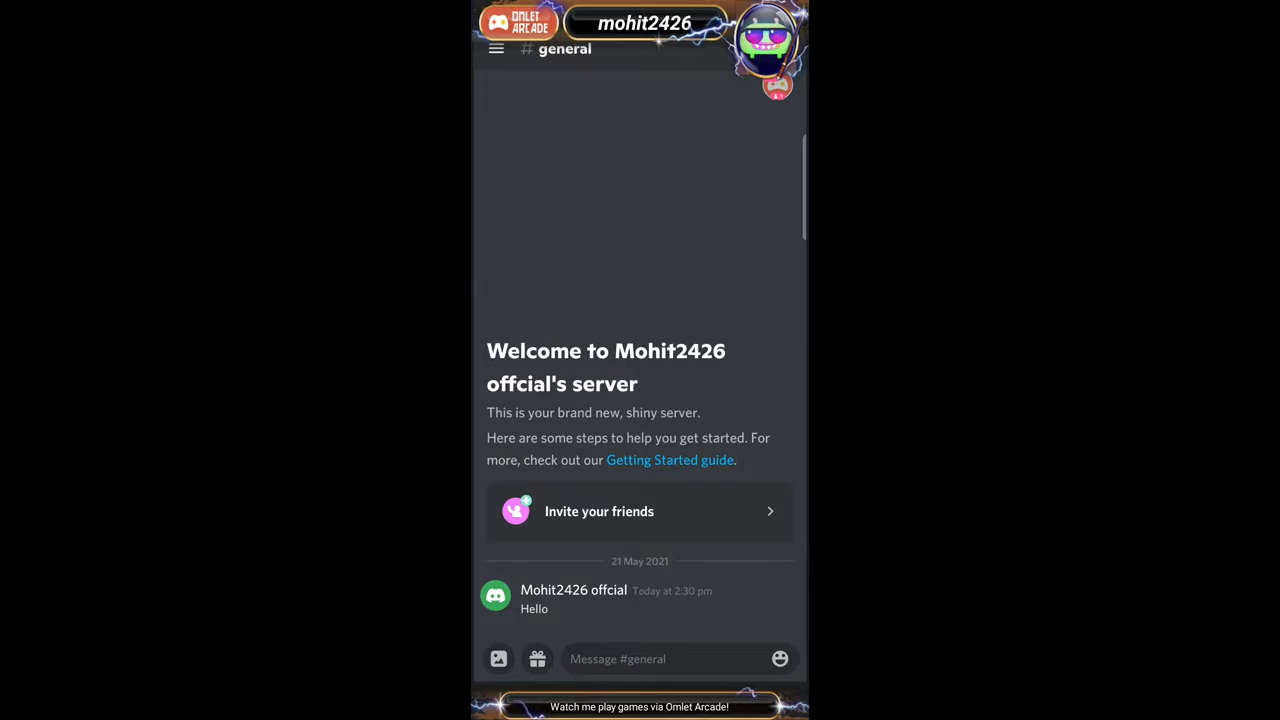 OMLET
ARCADE
mohit2426
# general
Welcome to Mohit2426
offcial's server
This is your brand new, shiny server.
Here are some steps to help you get started. For
more, check out our Getting Started guide.
Invite your friends
21 May 2021
Mohit2426 offcial Today at 2:30 pm
Hello
Message #general
Watch me play games via Omlet Arcade!